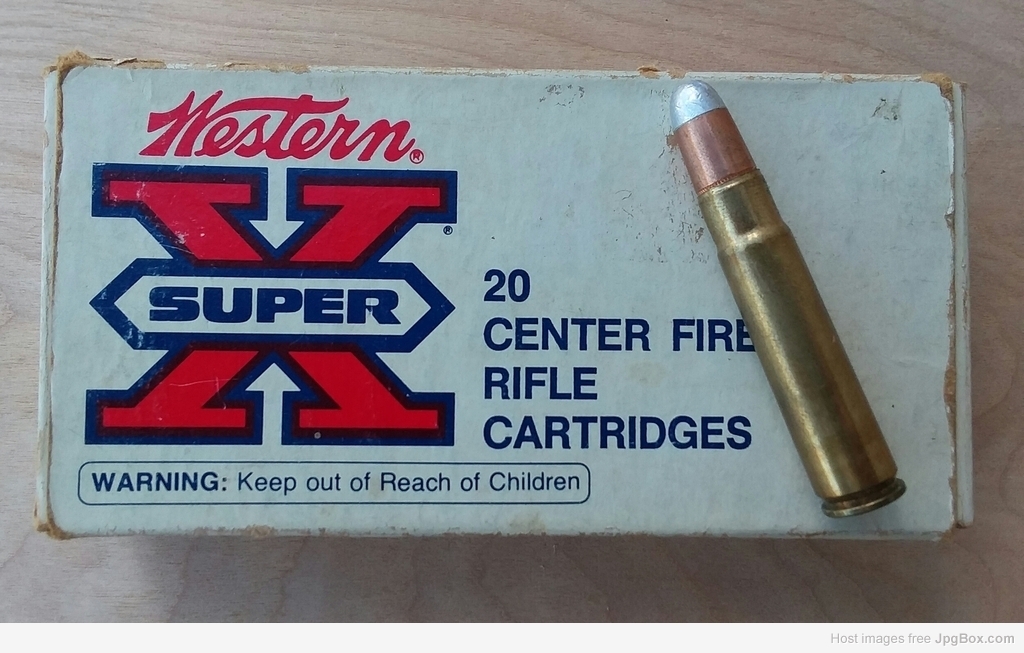 Western®
®
SUPER
20
CENTER FIRE
RIFLE
CARTRIDGES
WARNING: Keep out of Reach of Children
Host images free JpgBox.com